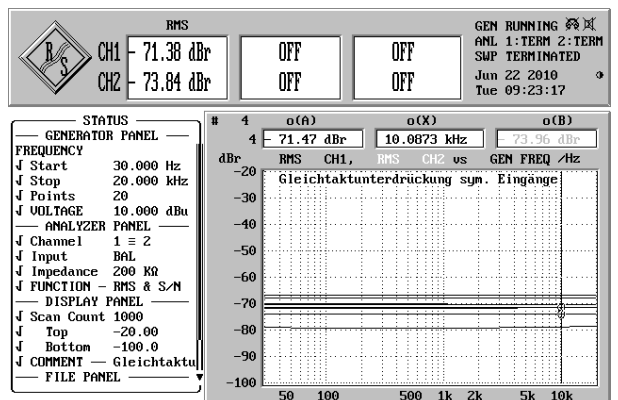 RMS
R S
CH1 - 71.38 dBr OFF OFF
CH2 - 73.84 dBr OFF OFF
GEN RUNNING
ANL 1:TERM 2:TERM
SWP TERMINATED
Jun 22 2010
Tue 09:23:17
STATUS
GENERATOR PANEL
FREQUENCY
Start 30.000 Hz
Stop 20.000 kHz
Points 20
VOLTAGE 10.000 dBu
ANALYZER PANEL
Channel 1 ≡ 2
Input BAL
Impedance 200 KΩ
FUNCTION - RMS & S/N
DISPLAY PANEL
Scan Count 1000
Top -20.00
Bottom -100.0
COMMENT — Gleichtaktu
FILE PANEL
# 4 o(A) o(X) o(B)
4 - 71.47 dBr 10.0873 kHz - 73.96 dBr
dBr RMS CH1, RMS CH2 vs GEN FREQ /Hz
Gleichtaktunterdrückung sym. Eingänge
-20
-30
-40
-50
-60
-70
-80
-90
-100
50 100 500 1k 2k 5k 10k